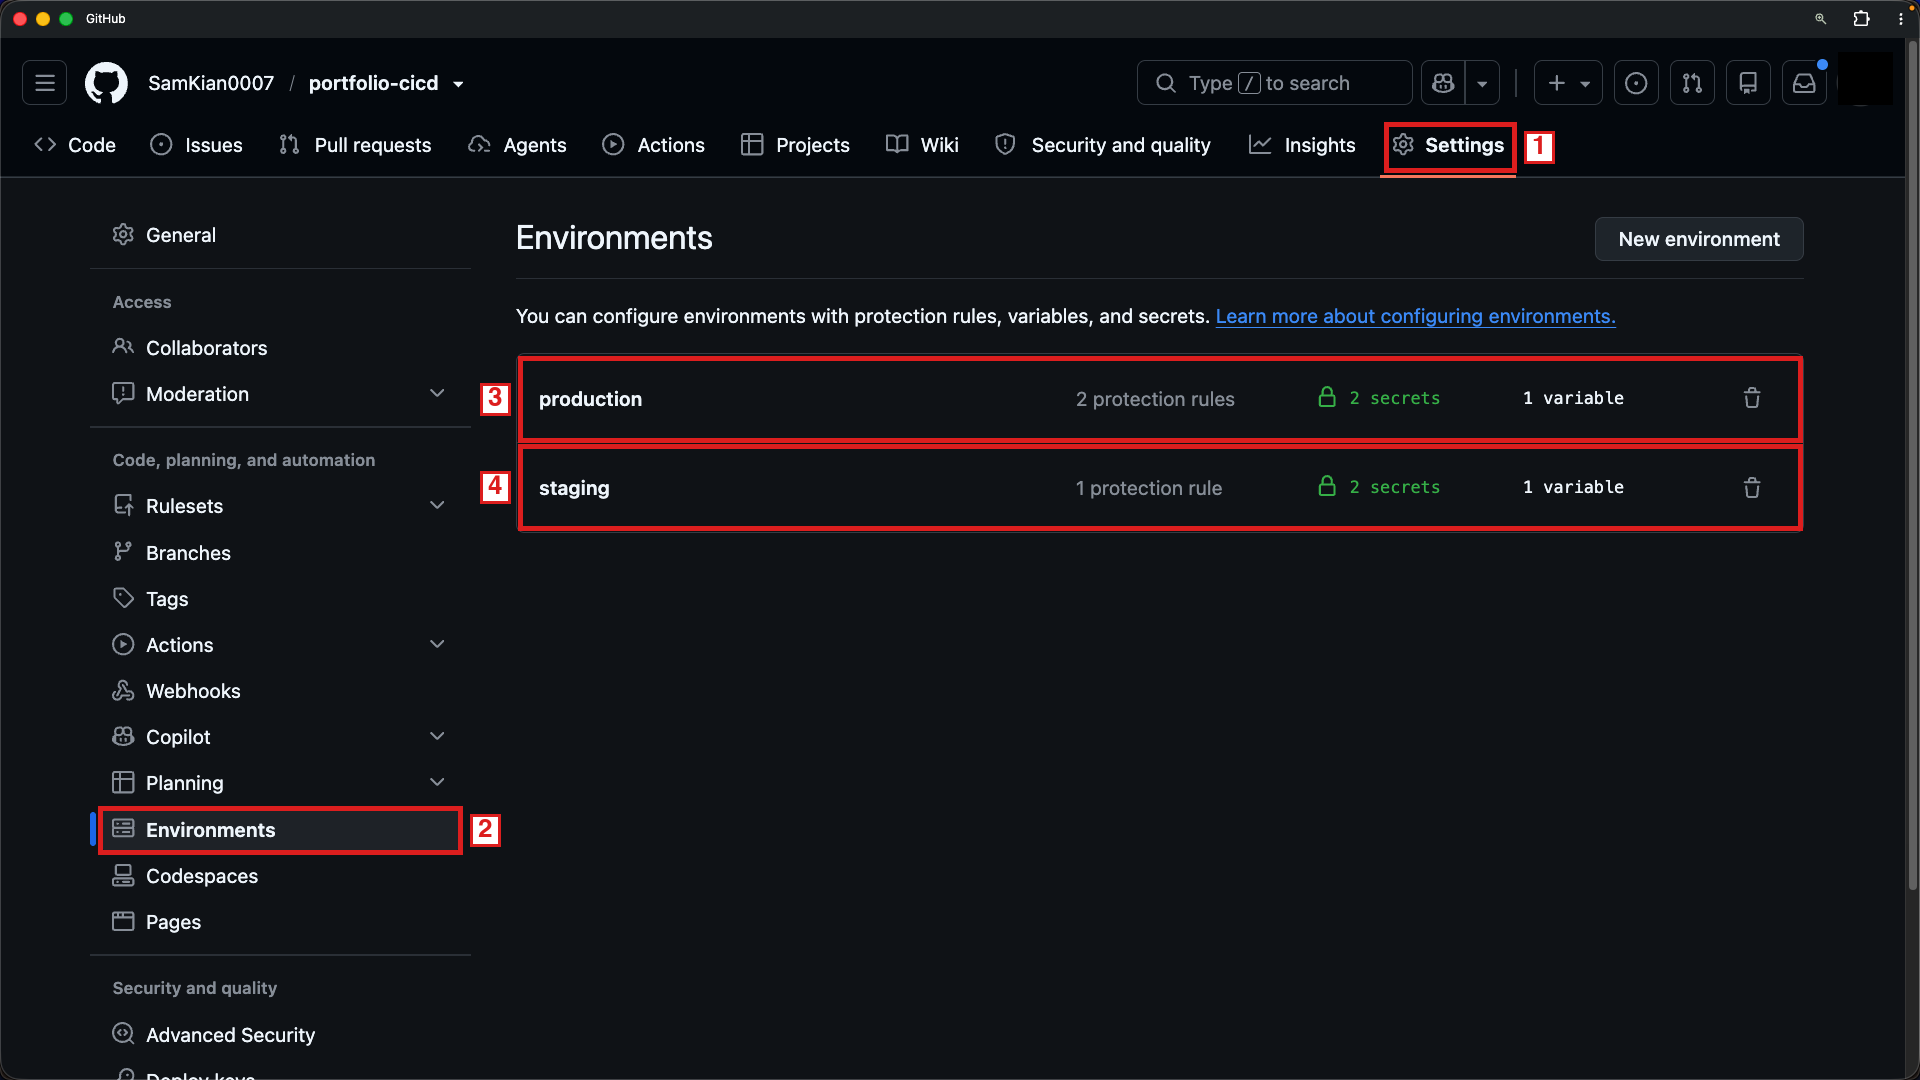 GitHub
SamKian0007 / portfolio-cicd
Type / to search
Code
Issues
Pull requests
Agents
Actions
Projects
Wiki
Security and quality
Insights
Settings
1
General
Access
Collaborators
Moderation
Code, planning, and automation
Rulesets
Branches
Tags
Actions
Webhooks
Copilot
Planning
Environments
2
Codespaces
Pages
Security and quality
Advanced Security
Deploy keys
Environments
New environment
You can configure environments with protection rules, variables, and secrets. Learn more about configuring environments.
3
production
2 protection rules
2 secrets
1 variable
4
staging
1 protection rule
2 secrets
1 variable